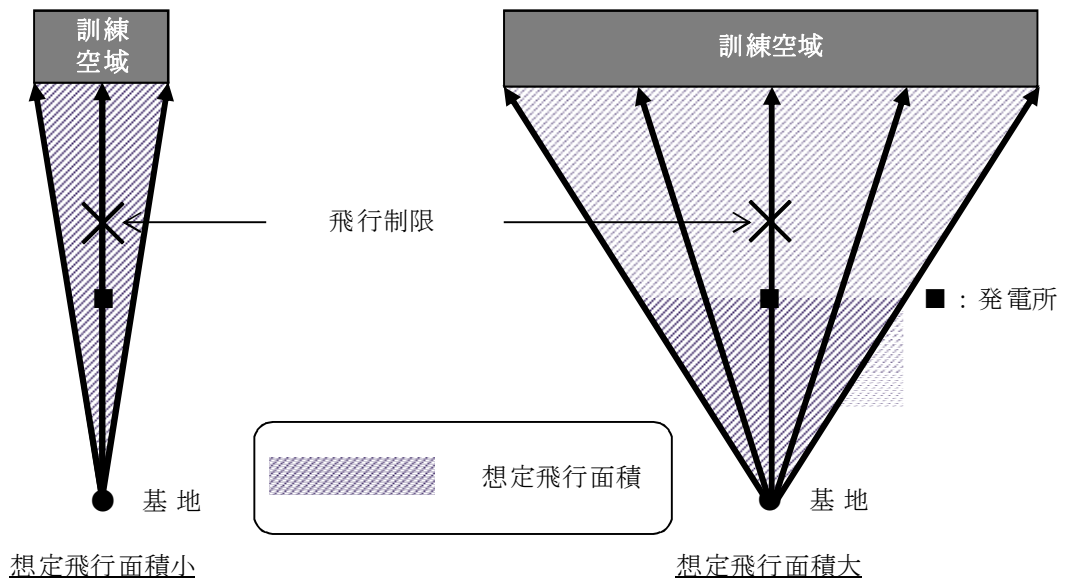 訓練
空域
訓練空域
飛行制限
■：発電所
想定飛行面積
基 地
基 地
想定飛行面積小
想定飛行面積大